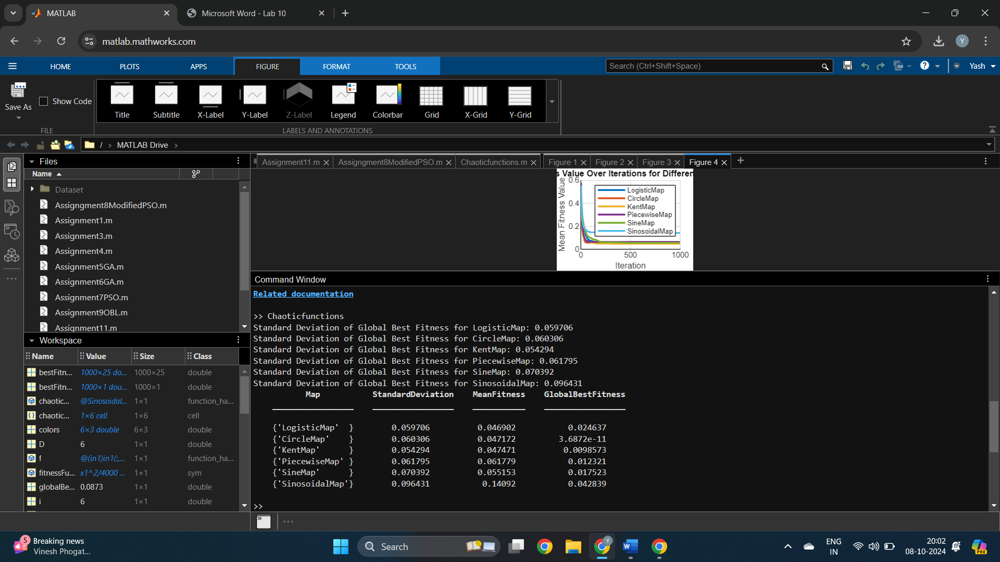 MATLAB
Microsoft Word - Lab 10
matlab.mathworks.com
Y
HOME
PLOTS
APPS
FIGURE
FORMAT
TOOLS
Search (Ctrl+Shift+Space)
Yash
Save As
Show Code
Title
Subtitle
X-Label
Y-Label
Z-Label
Legend
Colorbar
Grid
X-Grid
Y-Grid
FILE
LABELS AND ANNOTATIONS
/ › MATLAB Drive ›
Files
Name
Dataset
Assigngment8ModifiedPSO.m
Assignment1.m
Assignment3.m
Assignment4.m
Assignment5GA.m
Assignment6GA.m
Assignment7PSO.m
Assignment9OBL.m
Assignment11.m
Workspace
Name Value Size Class
bestFitn... 1000×25 do... 1000×25 double
bestFitn... 1000×1 dou... 1000×1 double
chaotic... @Sinosoidal... 1×1 function_ha...
chaotic... 1×6 cell 1×6 cell
colors 6×3 double 6×3 double
D 6 1×1 double
f @(in1)in1(:,... 1×1 function_ha...
fitnessFu... x1^2/4000 ... 1×1 sym
globalBe... 0.0873 1×1 double
i 6 1×1 double
Assignment11.m
Assigngment8ModifiedPSO.m
Chaoticfunctions.m
Figure 1
Figure 2
Figure 3
Figure 4
s Value Over Iterations for Differen
Mean Fitness Value
0.6
0.4
0.2
0
LogisticMap
CircleMap
KentMap
PiecewiseMap
SineMap
SinosoidalMap
0 500 1000
Iteration
Command Window
Related documentation
>> Chaoticfunctions
Standard Deviation of Global Best Fitness for LogisticMap: 0.059706
Standard Deviation of Global Best Fitness for CircleMap: 0.060306
Standard Deviation of Global Best Fitness for KentMap: 0.054294
Standard Deviation of Global Best Fitness for PiecewiseMap: 0.061795
Standard Deviation of Global Best Fitness for SineMap: 0.070392
Standard Deviation of Global Best Fitness for SinosoidalMap: 0.096431
Map StandardDeviation MeanFitness GlobalBestFitness
{'LogisticMap' } 0.059706 0.046902 0.024637
{'CircleMap' } 0.060306 0.047172 3.6872e-11
{'KentMap' } 0.054294 0.047471 0.0098573
{'PiecewiseMap' } 0.061795 0.061779 0.012321
{'SineMap' } 0.070392 0.055153 0.017523
{'SinosoidalMap'} 0.096431 0.14092 0.042839
>>
5
Breaking news
Vinesh Phogat...
Search
Y
W
ENG
IN
20:02
08-10-2024
PRE